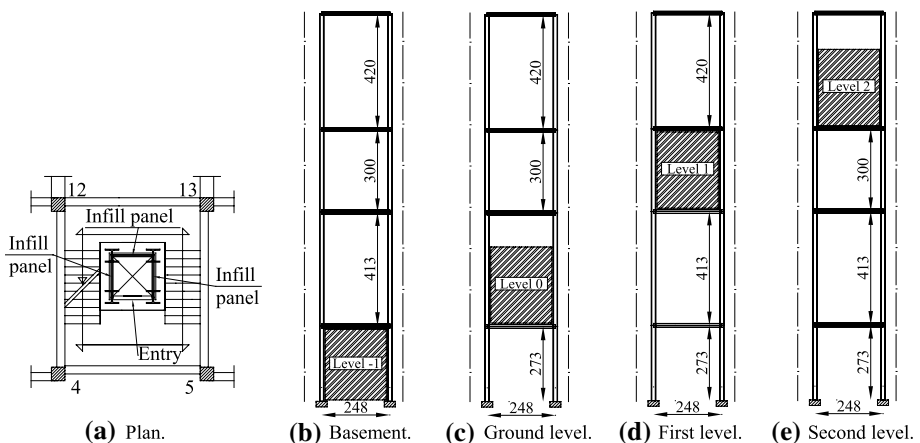 12
13
Infill panel
Infill
panel
Infill
panel
Entry
4
5
(a) Plan.
420
300
413
Level -1
248
(b) Basement.
420
300
413
Level 0
273
248
(c) Ground level.
420
Level 1
413
273
248
(d) First level.
Level 2
300
413
273
248
(e) Second level.